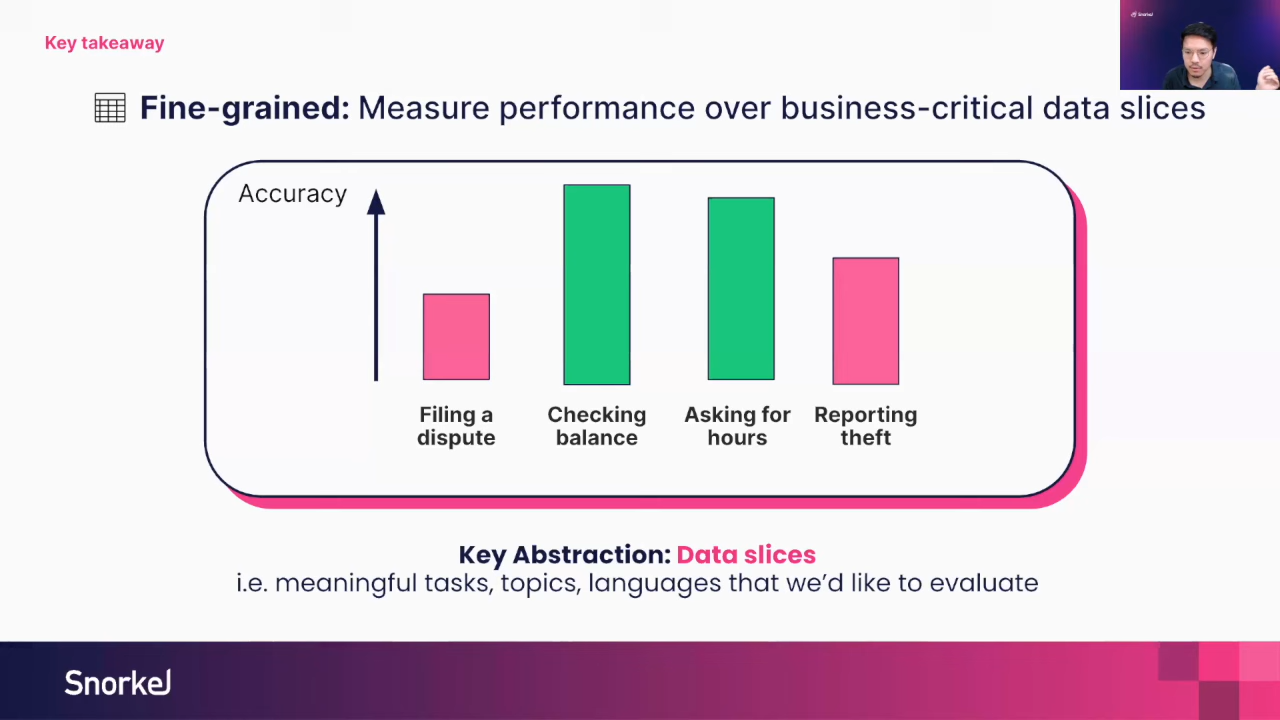 Key takeaway
Snorkel
Fine-grained: Measure performance over business-critical data slices
Accuracy
Filing a
dispute
Checking
balance
Asking for
hours
Reporting
theft
Key Abstraction: Data slices
i.e. meaningful tasks, topics, languages that we’d like to evaluate
Snorkel